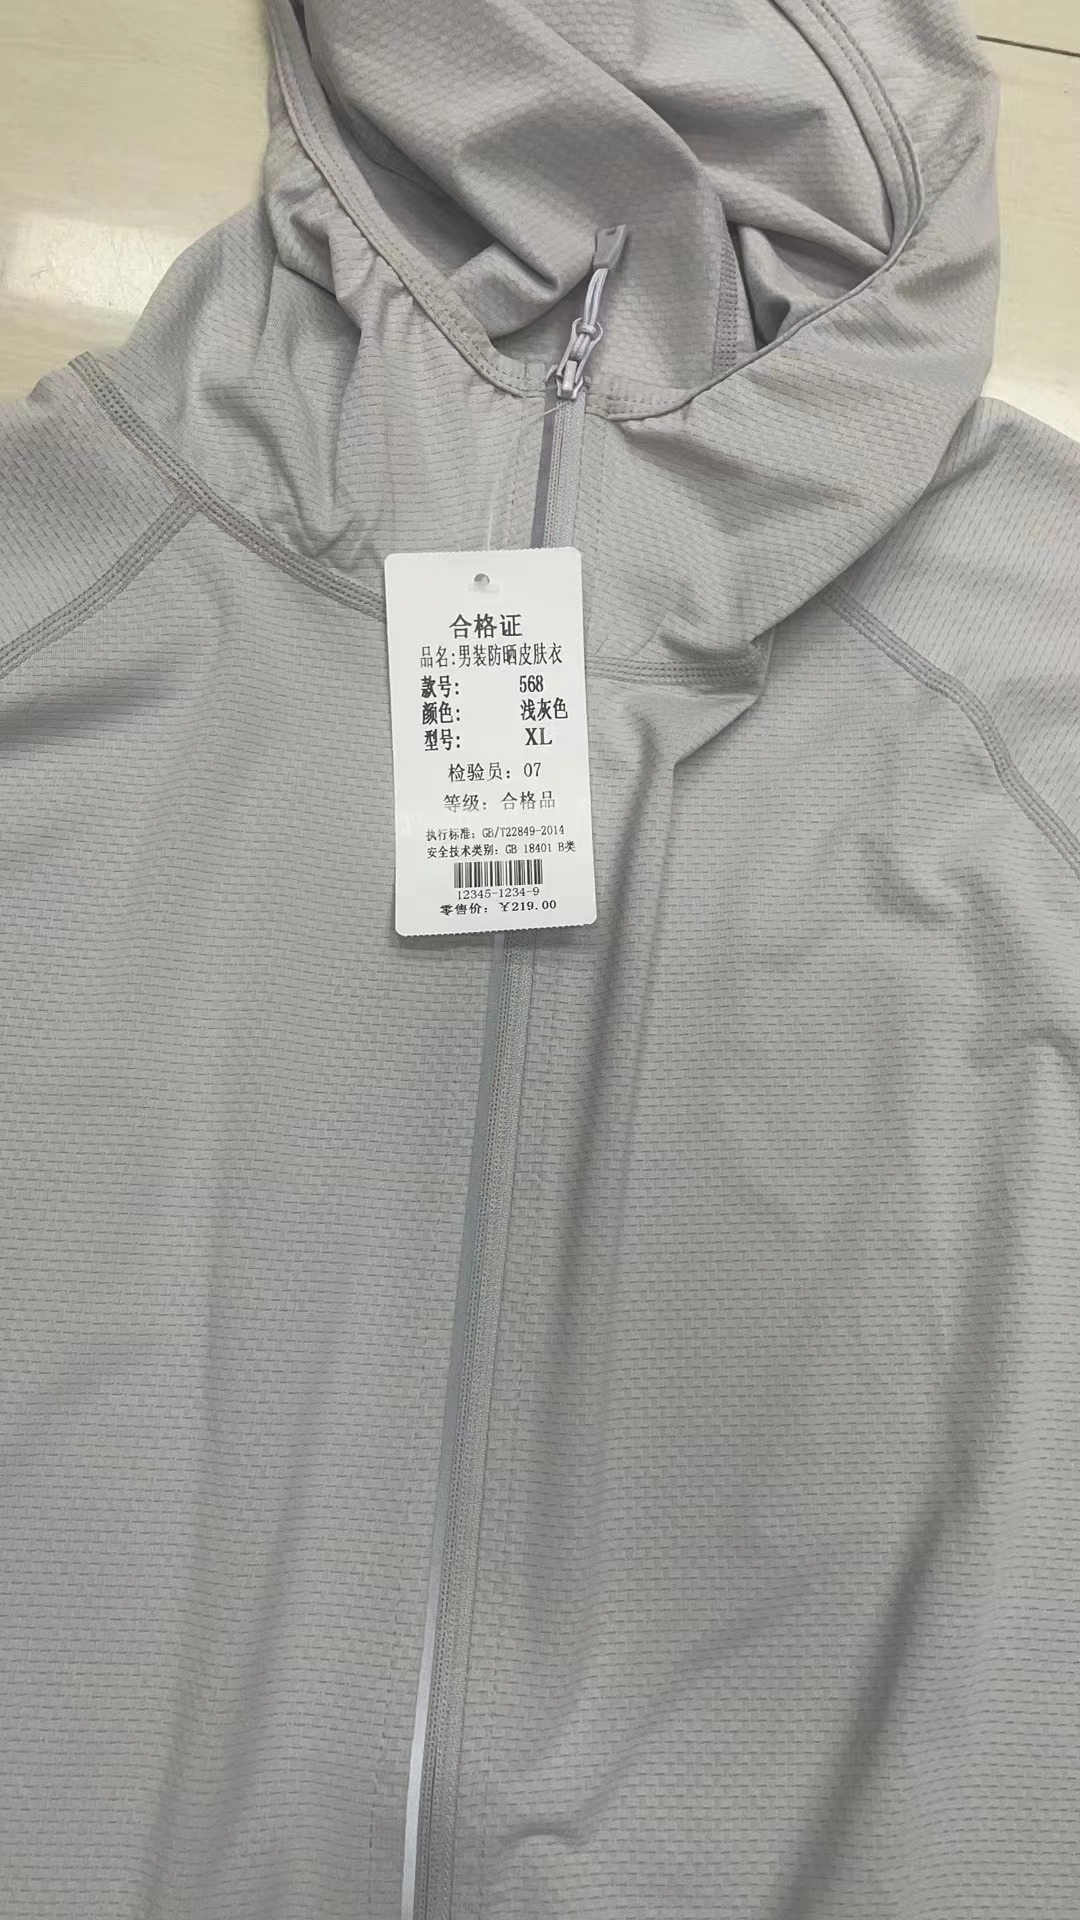 合格证
品名:男装防晒皮肤衣
款号: 568
颜色: 浅灰色
型号: XL
检验员: 07
等级: 合格品
执行标准: GB/T22849-2014
安全技术类别: GB 18401 B类
12345-1234-9
零售价: ¥219.00